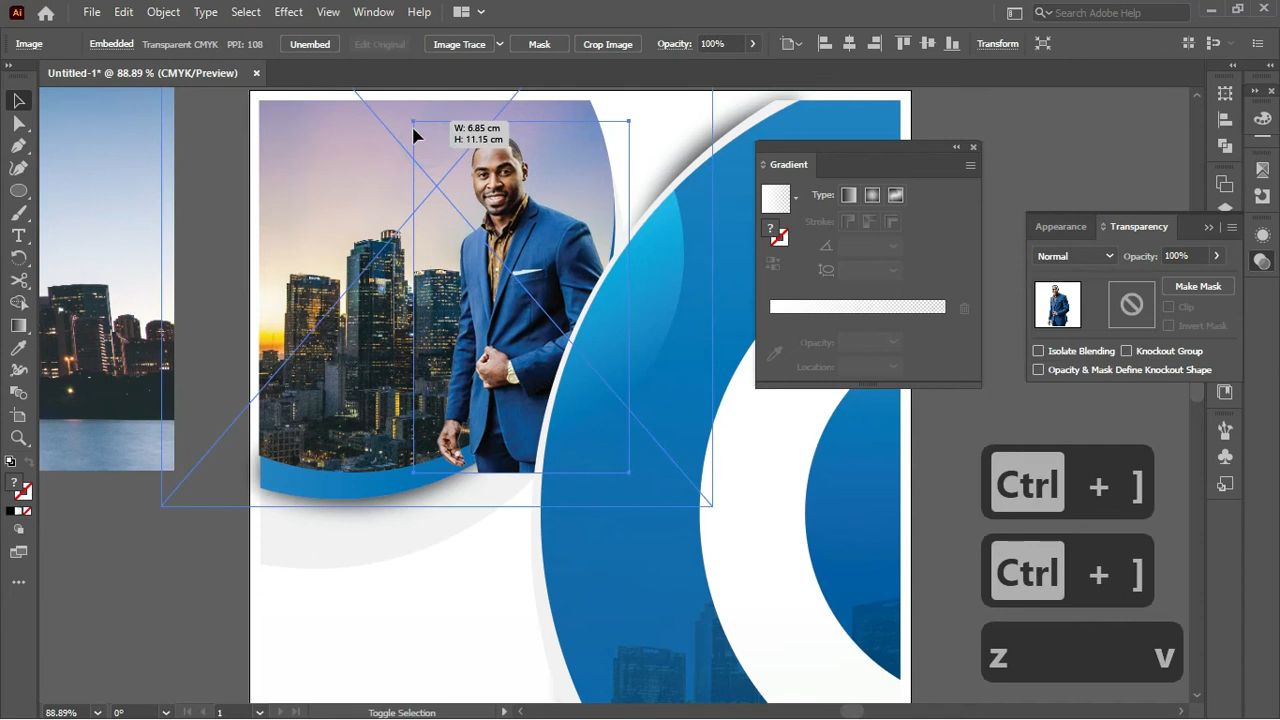 Ai File Edit Object Type Select Effect View Window Help Search Adobe Help
Image Embedded Transparent CMYK PPI: 108 Unembed Edit Original Image Trace Mask Crop Image Opacity: 100% Transform
Untitled-1* @ 88.89 % (CMYK/Preview)
W: 6.85 cm
H: 11.15 cm
Gradient
Type:
Stroke:
Opacity:
Location:
Appearance Transparency
Normal Opacity: 100%
Make Mask
Clip
Invert Mask
Isolate Blending Knockout Group
Opacity & Mask Define Knockout Shape
?
?
T
Ctrl + ]
Ctrl + ]
z v
88.89% 0° 1 Toggle Selection